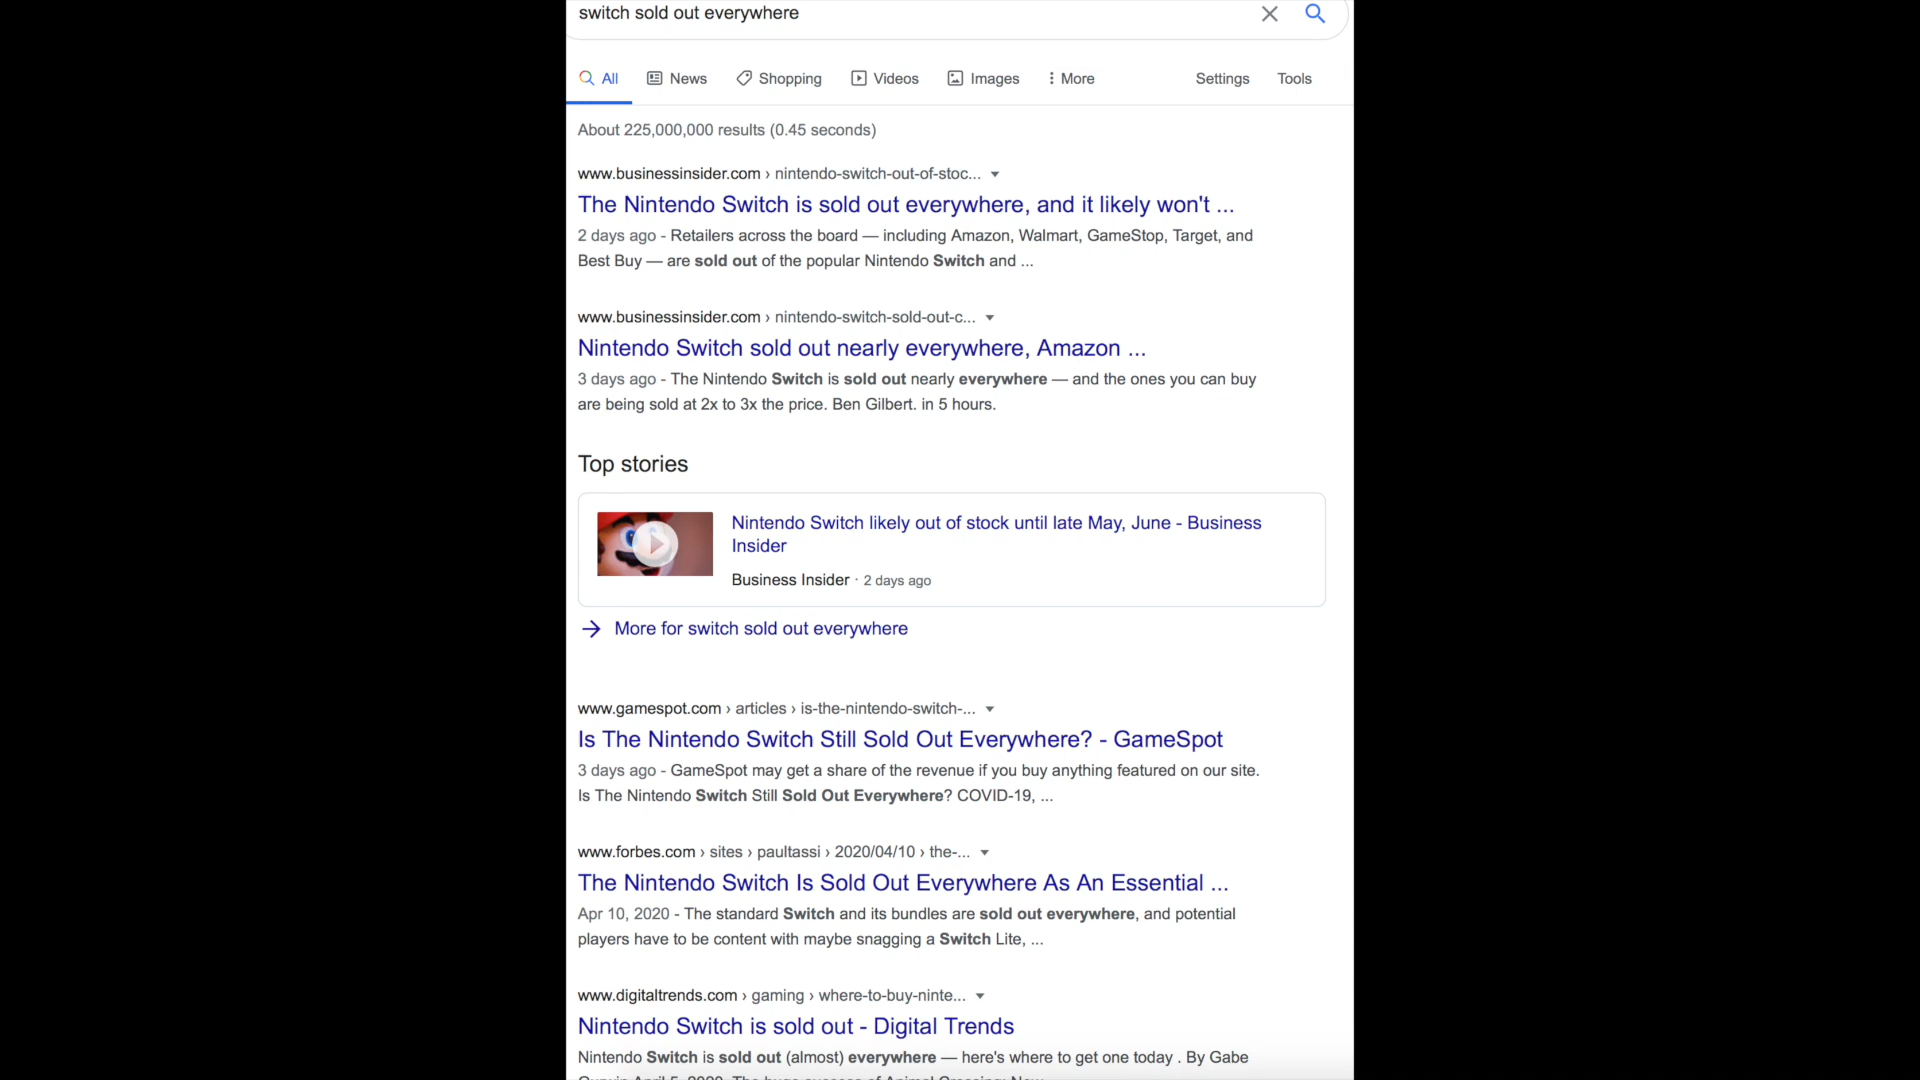 switch sold out everywhere
All News Shopping Videos Images More Settings Tools
About 225,000,000 results (0.45 seconds)
www.businessinsider.com › nintendo-switch-out-of-stoc...
The Nintendo Switch is sold out everywhere, and it likely won't ...
2 days ago - Retailers across the board — including Amazon, Walmart, GameStop, Target, and
Best Buy — are sold out of the popular Nintendo Switch and ...
www.businessinsider.com › nintendo-switch-sold-out-c...
Nintendo Switch sold out nearly everywhere, Amazon ...
3 days ago - The Nintendo Switch is sold out nearly everywhere — and the ones you can buy
are being sold at 2x to 3x the price. Ben Gilbert. in 5 hours.
Top stories
Nintendo Switch likely out of stock until late May, June - Business
Insider
Business Insider · 2 days ago
More for switch sold out everywhere
www.gamespot.com › articles › is-the-nintendo-switch-...
Is The Nintendo Switch Still Sold Out Everywhere? - GameSpot
3 days ago - GameSpot may get a share of the revenue if you buy anything featured on our site.
Is The Nintendo Switch Still Sold Out Everywhere? COVID-19, ...
www.forbes.com › sites › paultassi › 2020/04/10 › the-...
The Nintendo Switch Is Sold Out Everywhere As An Essential ...
Apr 10, 2020 - The standard Switch and its bundles are sold out everywhere, and potential
players have to be content with maybe snagging a Switch Lite, ...
www.digitaltrends.com › gaming › where-to-buy-ninte...
Nintendo Switch is sold out - Digital Trends
Nintendo Switch is sold out (almost) everywhere — here's where to get one today . By Gabe